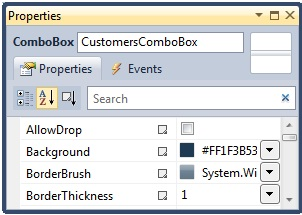 Properties
ComboBox CustomersComboBox
Properties Events
A Z Search
AllowDrop
Background #FF1F3B53
BorderBrush System.Wi
BorderThickness 1